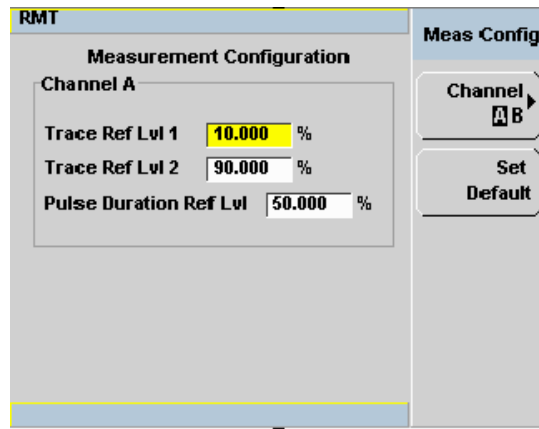 RMT
Meas Config
Measurement Configuration
Channel A
Trace Ref Lvl 1 10.000 %
Trace Ref Lvl 2 90.000 %
Pulse Duration Ref Lvl 50.000 %
Channel
A B
Set
Default